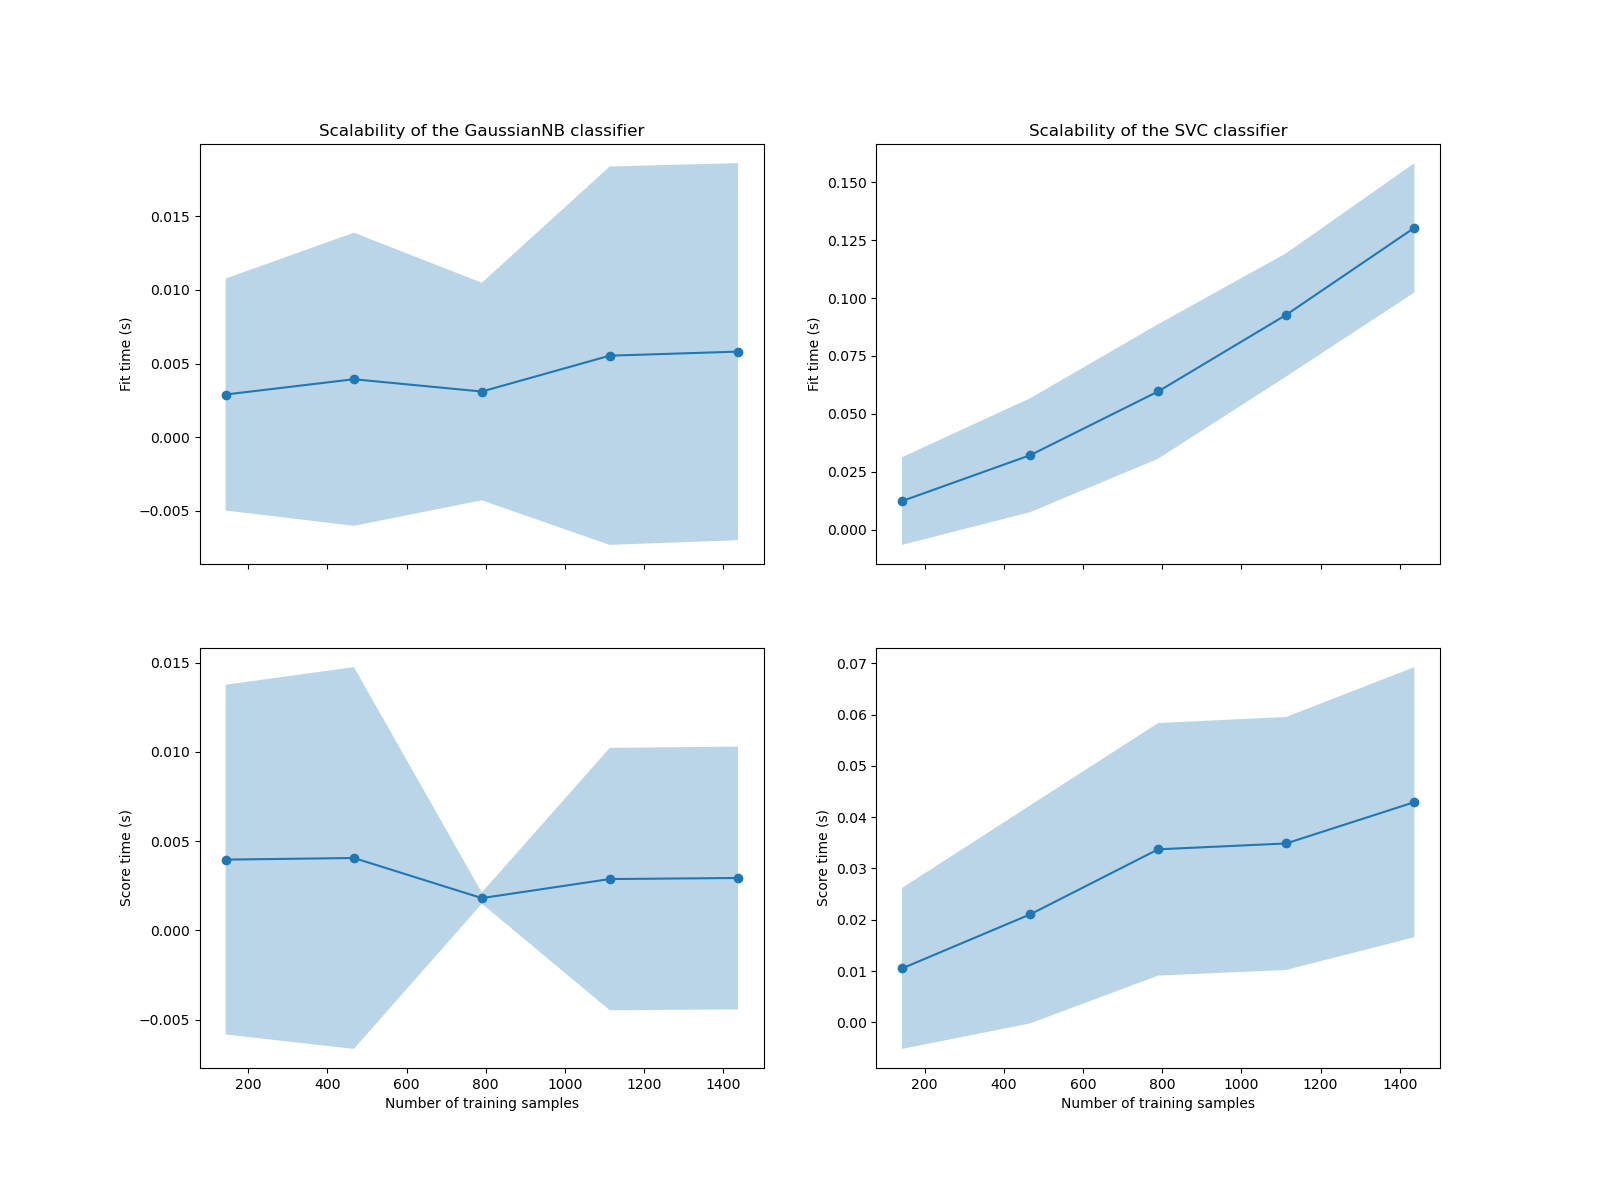 Scalability of the GaussianNB classifier
0.015
0.010
0.005
0.000
−0.005
Fit time (s)
Scalability of the SVC classifier
0.150
0.125
0.100
0.075
0.050
0.025
0.000
Fit time (s)
0.015
0.010
0.005
0.000
−0.005
Score time (s)
200 400 600 800 1000 1200 1400
Number of training samples
0.07
0.06
0.05
0.04
0.03
0.02
0.01
0.00
Score time (s)
200 400 600 800 1000 1200 1400
Number of training samples